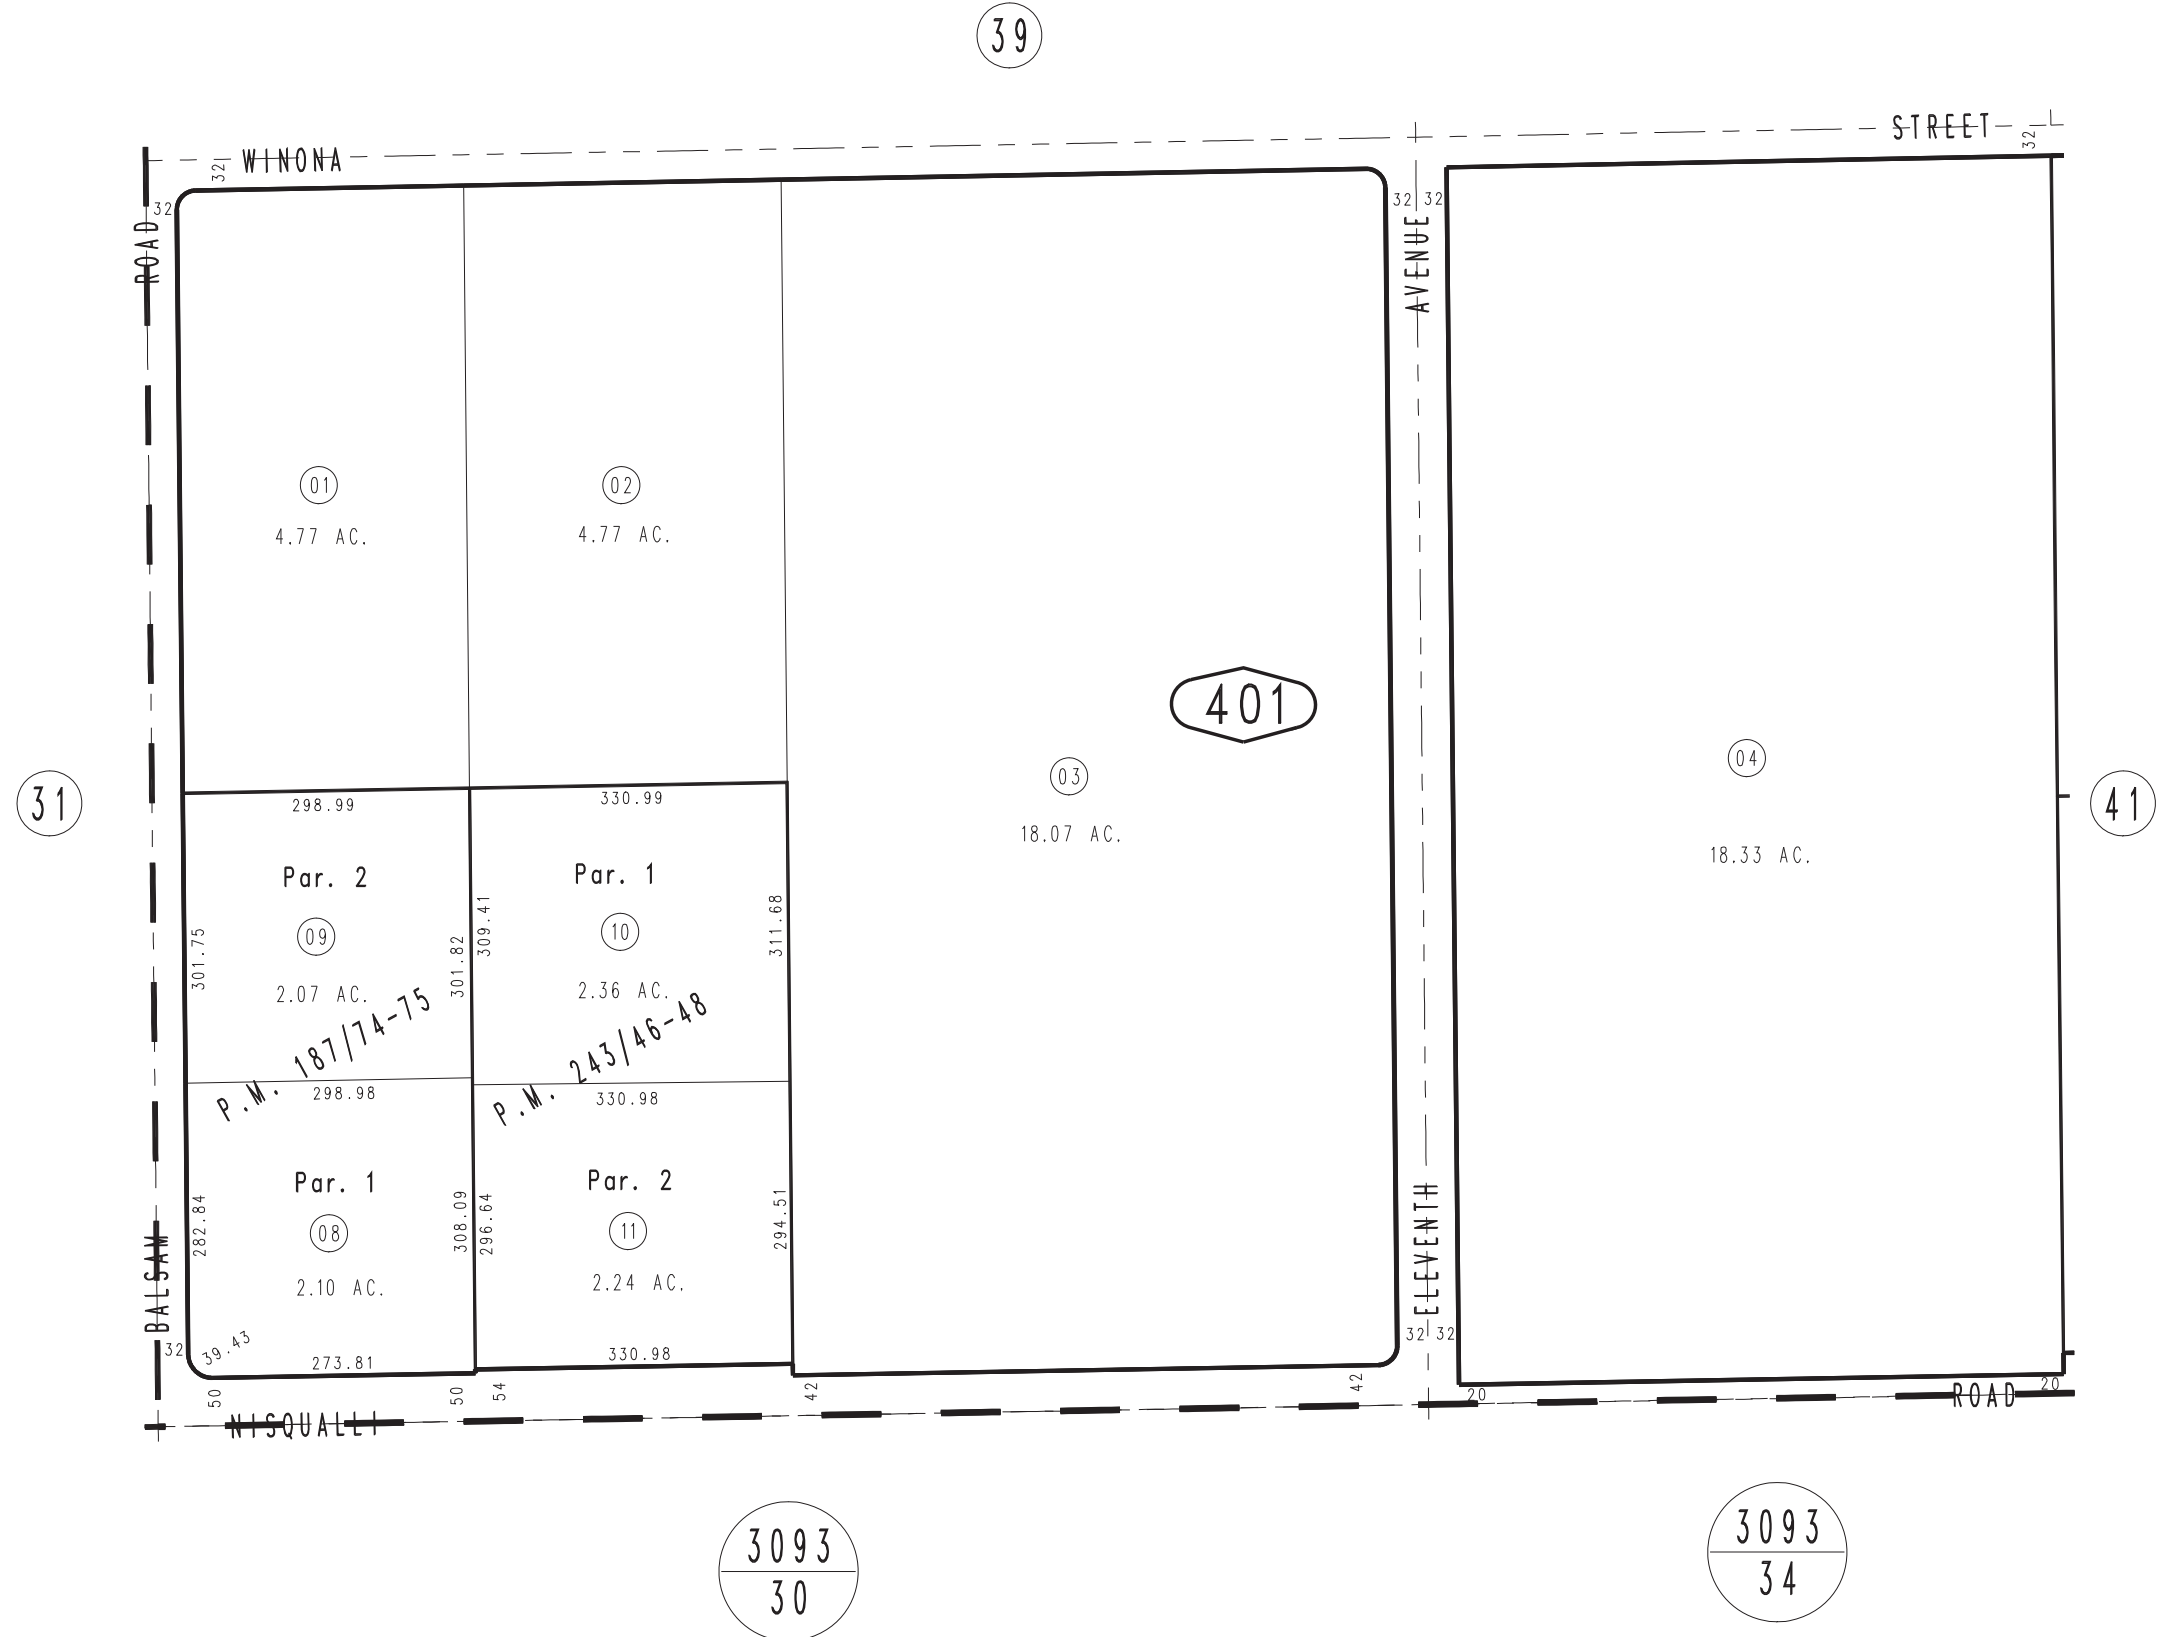 39
WINONA
STREET
32
32
32
32
32
ROAD
AVENUE
01
4.77 AC.
02
4.77 AC.
401
03
18.07 AC.
04
18.33 AC.
31
41
298.99
330.99
Par. 2
09
2.07 AC.
301.75
301.82
P.M. 187/74-75
298.98
Par. 1
10
2.36 AC.
309.41
311.68
P.M. 243/46-48
330.98
Par. 1
08
2.10 AC.
282.84
308.09
39.43
273.81
Par. 2
11
2.24 AC.
296.64
294.51
330.98
BALSAM
ELEVENTH
32
32
32
50
50
54
42
42
20
20
NISQUALLI
ROAD
3093
30
3093
34